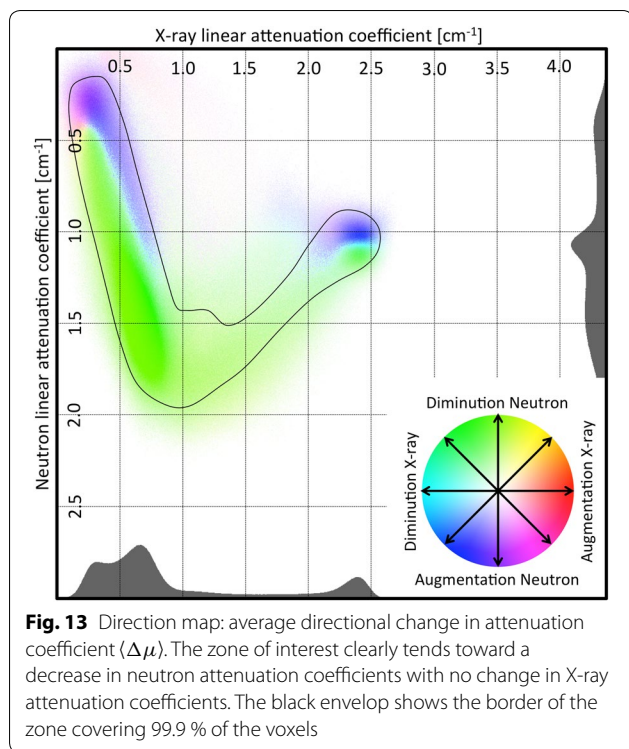 X-ray linear attenuation coefficient [cm-1]
0.5 1.0 1.5 2.0 2.5 3.0 3.5 4.0
Neutron linear attenuation coefficient [cm-1]
0.5
1.0
1.5
2.0
2.5
Diminution Neutron
Diminution X-ray
Augmentation X-ray
Augmentation Neutron
Fig. 13 Direction map: average directional change in attenuation
coefficient ⟨Δμ⟩. The zone of interest clearly tends toward a
decrease in neutron attenuation coefficients with no change in X-ray
attenuation coefficients. The black envelop shows the border of the
zone covering 99.9 % of the voxels